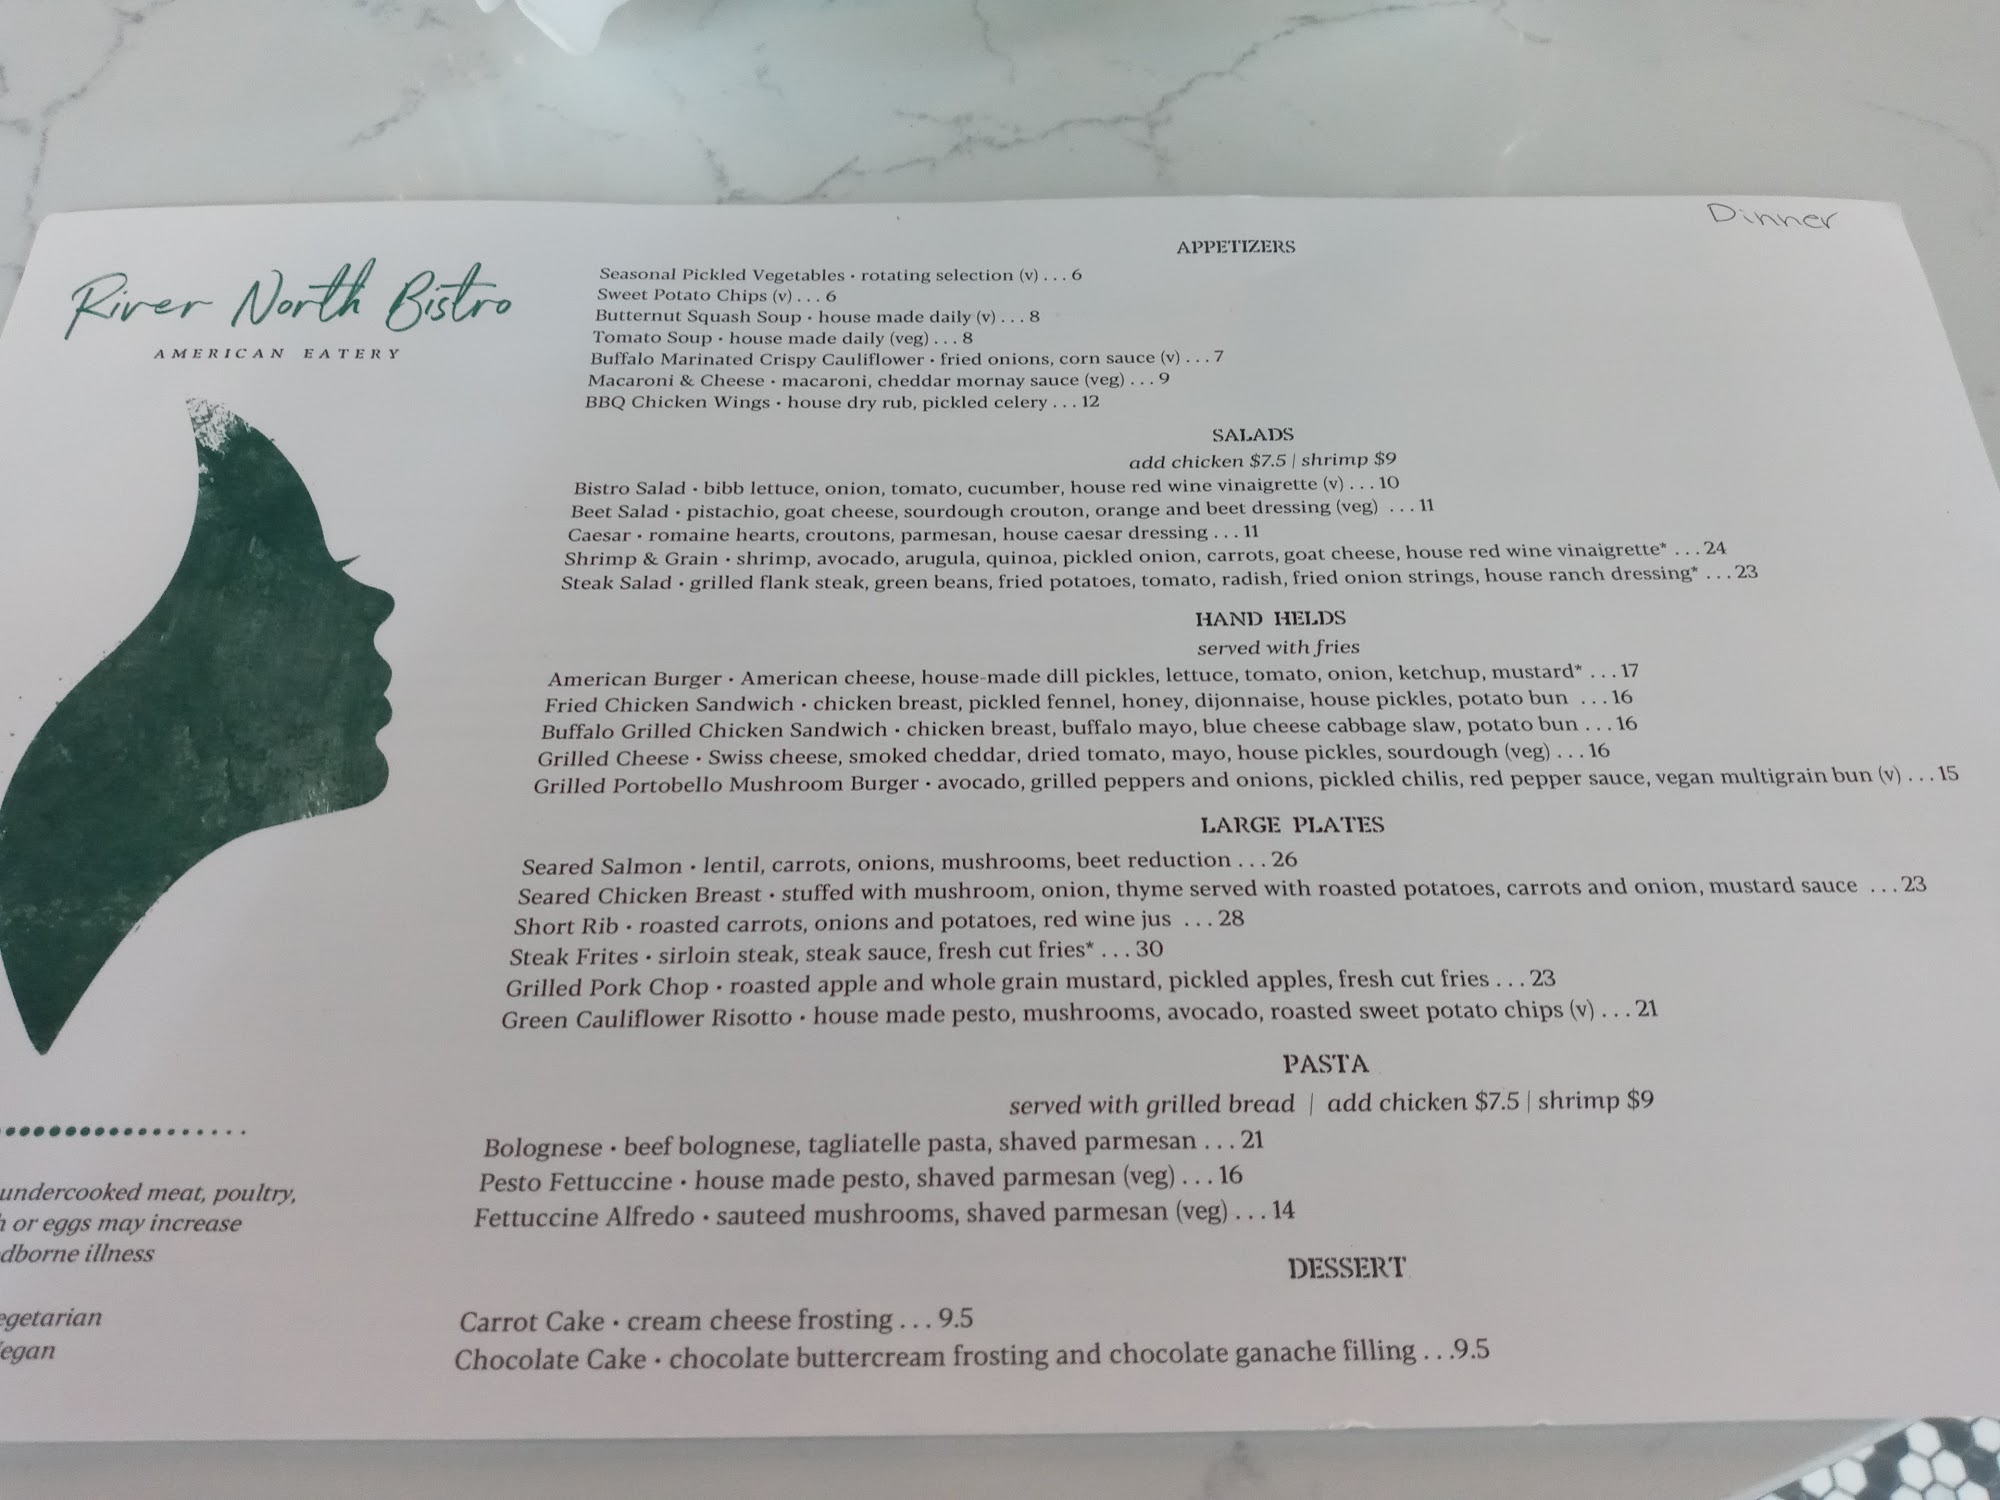 Dinner
River North Bistro
AMERICAN EATERY
APPETIZERS
Seasonal Pickled Vegetables • rotating selection (v) . . . 6
Sweet Potato Chips (v) . . . 6
Butternut Squash Soup • house made daily (v) . . . 8
Tomato Soup • house made daily (veg) . . . 8
Buffalo Marinated Crispy Cauliflower • fried onions, corn sauce (v) . . . 7
Macaroni & Cheese • macaroni, cheddar mornay sauce (veg) . . . 9
BBQ Chicken Wings • house dry rub, pickled celery . . . 12
SALADS
add chicken $7.5 | shrimp $9
Bistro Salad • bibb lettuce, onion, tomato, cucumber, house red wine vinaigrette (v) . . . 10
Beet Salad • pistachio, goat cheese, sourdough crouton, orange and beet dressing (veg) . . . 11
Caesar • romaine hearts, croutons, parmesan, house caesar dressing . . . 11
Shrimp & Grain • shrimp, avocado, arugula, quinoa, pickled onion, carrots, goat cheese, house red wine vinaigrette* . . . 24
Steak Salad • grilled flank steak, green beans, fried potatoes, tomato, radish, fried onion strings, house ranch dressing* . . . 23
HAND HELDS
served with fries
American Burger • American cheese, house-made dill pickles, lettuce, tomato, onion, ketchup, mustard* . . . 17
Fried Chicken Sandwich • chicken breast, pickled fennel, honey, dijonnaise, house pickles, potato bun . . . 16
Buffalo Grilled Chicken Sandwich • chicken breast, buffalo mayo, blue cheese cabbage slaw, potato bun . . . 16
Grilled Cheese • Swiss cheese, smoked cheddar, dried tomato, mayo, house pickles, sourdough (veg) . . . 16
Grilled Portobello Mushroom Burger • avocado, grilled peppers and onions, pickled chilis, red pepper sauce, vegan multigrain bun (v) . . . 15
LARGE PLATES
Seared Salmon • lentil, carrots, onions, mushrooms, beet reduction . . . 26
Seared Chicken Breast • stuffed with mushroom, onion, thyme served with roasted potatoes, carrots and onion, mustard sauce . . . 23
Short Rib • roasted carrots, onions and potatoes, red wine jus . . . 28
Steak Frites • sirloin steak, steak sauce, fresh cut fries* . . . 30
Grilled Pork Chop • roasted apple and whole grain mustard, pickled apples, fresh cut fries . . . 23
Green Cauliflower Risotto • house made pesto, mushrooms, avocado, roasted sweet potato chips (v) . . . 21
PASTA
served with grilled bread | add chicken $7.5 | shrimp $9
Bolognese • beef bolognese, tagliatelle pasta, shaved parmesan . . . 21
Pesto Fettuccine • house made pesto, shaved parmesan (veg) . . . 16
Fettuccine Alfredo • sauteed mushrooms, shaved parmesan (veg) . . . 14
DESSERT
Carrot Cake • cream cheese frosting . . . 9.5
Chocolate Cake • chocolate buttercream frosting and chocolate ganache filling . . .9.5
undercooked meat, poultry,
or eggs may increase
dborne illness
egetarian
egan